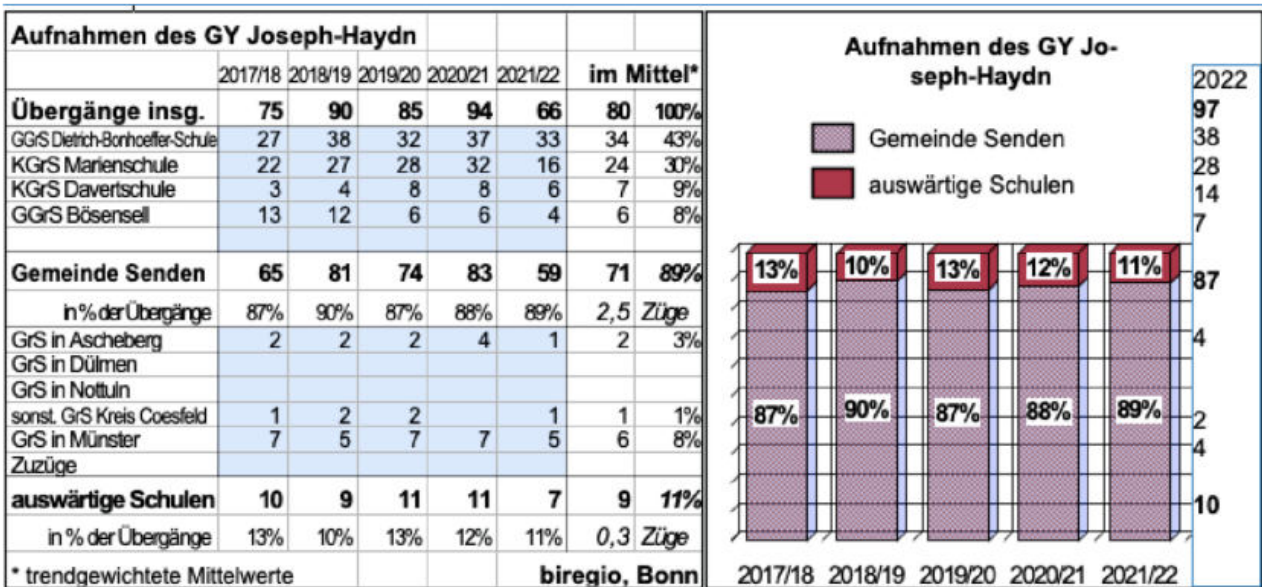 Aufnahmen des GY Joseph-Haydn
2017/18 2018/19 2019/20 2020/21 2021/22 im Mittel*
Übergänge insg. 75 90 85 94 66 80 100%
GGrS Dietrich-Bonhoeffer-Schule 27 38 32 37 33 34 43%
KGrS Marienschule 22 27 28 32 16 24 30%
KGrS Davertschule 3 4 8 8 6 7 9%
GGrS Bösensell 13 12 6 6 4 6 8%
Gemeinde Senden 65 81 74 83 59 71 89%
in % der Übergänge 87% 90% 87% 88% 89% 2,5 Züge
GrS in Ascheberg 2 2 2 4 1 2 3%
GrS in Dülmen
GrS in Nottuln
sonst. GrS Kreis Coesfeld 1 2 2 1 1 1%
GrS in Münster 7 5 7 7 5 6 8%
Zuzüge
auswärtige Schulen 10 9 11 11 7 9 11%
in % der Übergänge 13% 10% 13% 12% 11% 0,3 Züge
* trendgewichtete Mittelwerte biregio, Bonn
Aufnahmen des GY Jo-
seph-Haydn
Gemeinde Senden
auswärtige Schulen
13% 10% 13% 12% 11%
87% 90% 87% 88% 89%
2017/18 2018/19 2019/20 2020/21 2021/22
2022
97
38
28
14
7
87
4
2
4
10